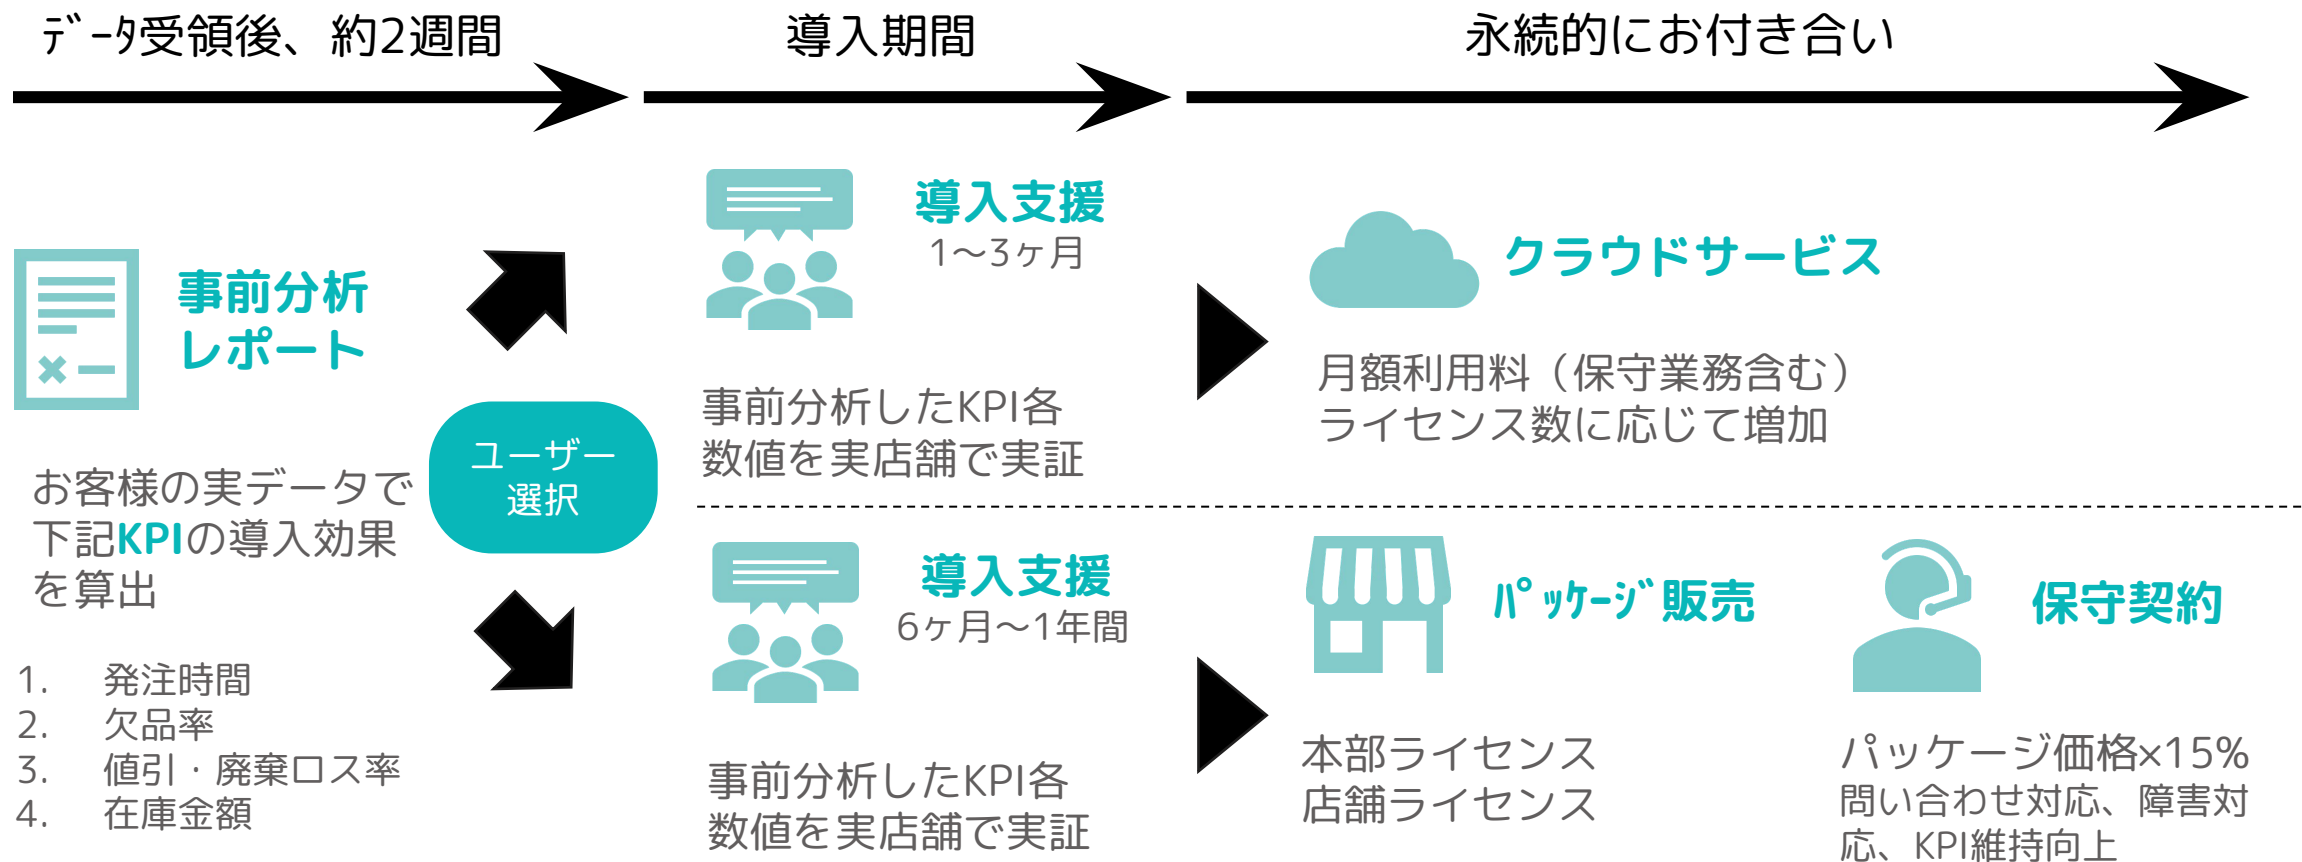 ﾃﾞｰﾀ受領後、約2週間
導入期間
永続的にお付き合い
事前分析
レポート
お客様の実データで
下記KPIの導入効果
を算出
1. 発注時間
2. 欠品率
3. 値引・廃棄ロス率
4. 在庫金額
ユーザー
選択
導入支援
1〜3ヶ月
事前分析したKPI各
数値を実店舗で実証
クラウドサービス
月額利用料（保守業務含む）
ライセンス数に応じて増加
導入支援
6ヶ月〜1年間
事前分析したKPI各
数値を実店舗で実証
ﾊﾟｯｹｰｼﾞ販売
本部ライセンス
店舗ライセンス
保守契約
パッケージ価格×15%
問い合わせ対応、障害対
応、KPI維持向上